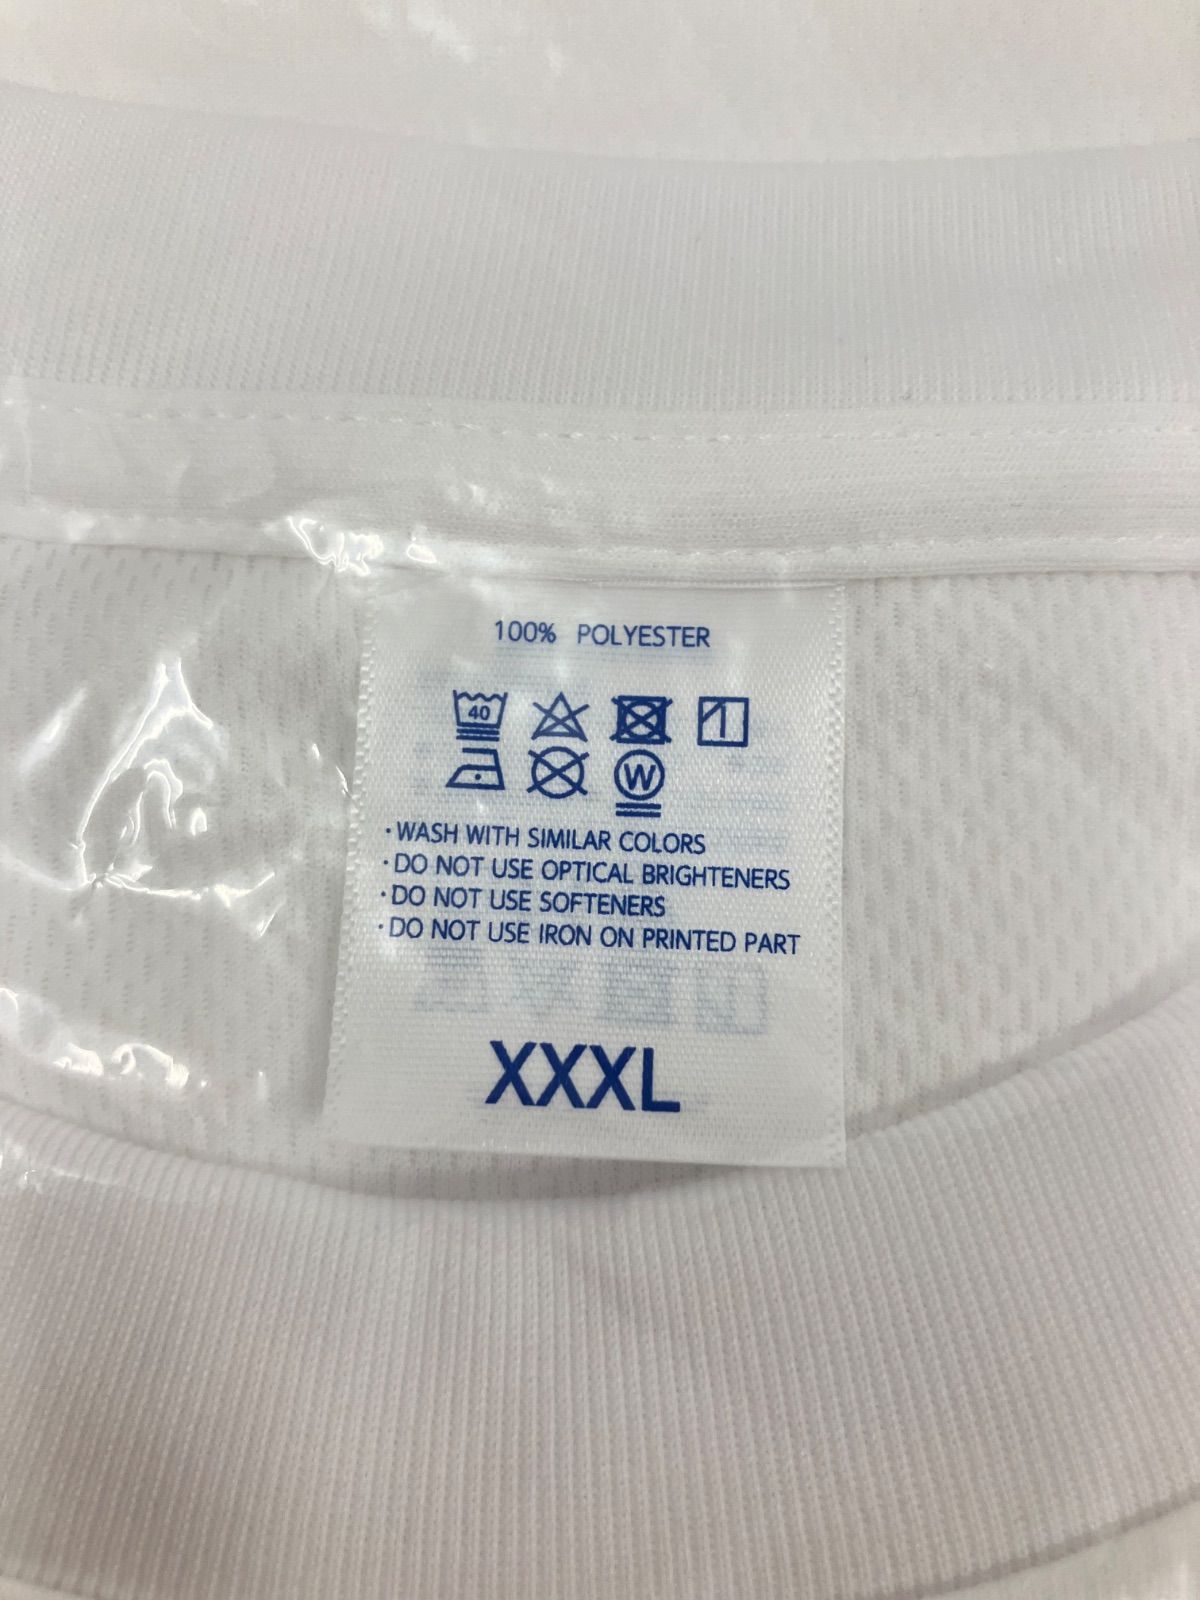 100% POLYESTER
40
W
・WASH WITH SIMILAR COLORS
・DO NOT USE OPTICAL BRIGHTENERS
・DO NOT USE SOFTENERS
・DO NOT USE IRON ON PRINTED PART
XXXL